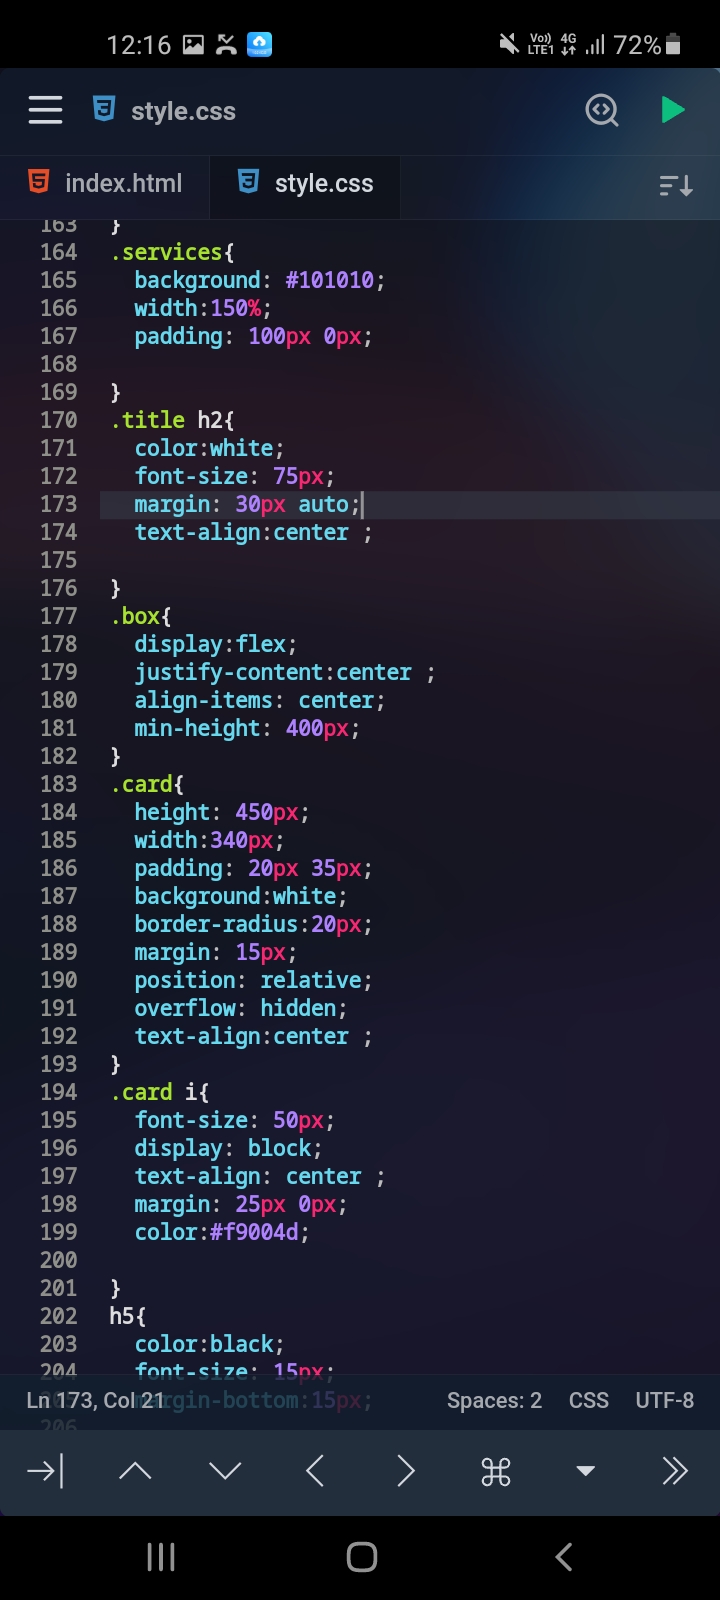 12:16 Vo)) LTE1 4G 72%
style.css
index.html style.css
163 }
164 .services{
165 background: #101010;
166 width:150%;
167 padding: 100px 0px;
168
169 }
170 .title h2{
171 color:white;
172 font-size: 75px;
173 margin: 30px auto;
174 text-align:center ;
175
176 }
177 .box{
178 display:flex;
179 justify-content:center ;
180 align-items: center;
181 min-height: 400px;
182 }
183 .card{
184 height: 450px;
185 width:340px;
186 padding: 20px 35px;
187 background:white;
188 border-radius:20px;
189 margin: 15px;
190 position: relative;
191 overflow: hidden;
192 text-align:center ;
193 }
194 .card i{
195 font-size: 50px;
196 display: block;
197 text-align: center ;
198 margin: 25px 0px;
199 color:#f9004d;
200
201 }
202 h5{
203 color:black;
204 font-size: 15px;
margin-bottom:15px;
Ln 173, Col 21 Spaces: 2 CSS UTF-8
206